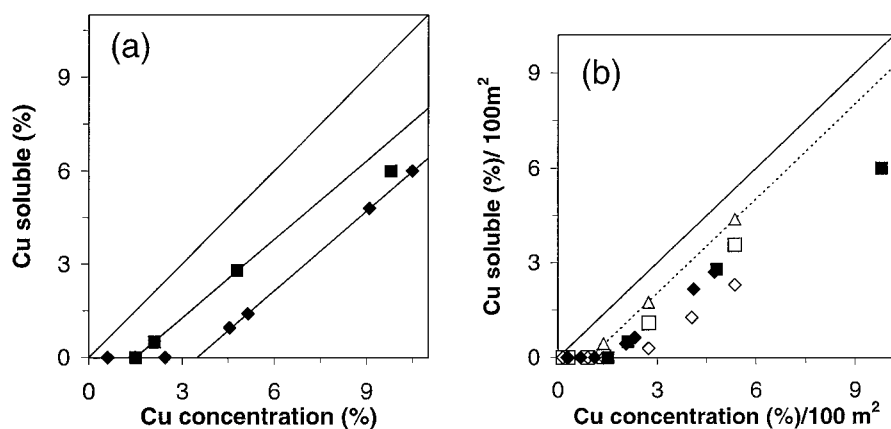 (a)
Cu soluble (%)
9
6
3
0
0 3 6 9
Cu concentration (%)
(b)
Cu soluble (%)/ 100m²
9
6
3
0
0 3 6 9
Cu concentration (%)/100 m²